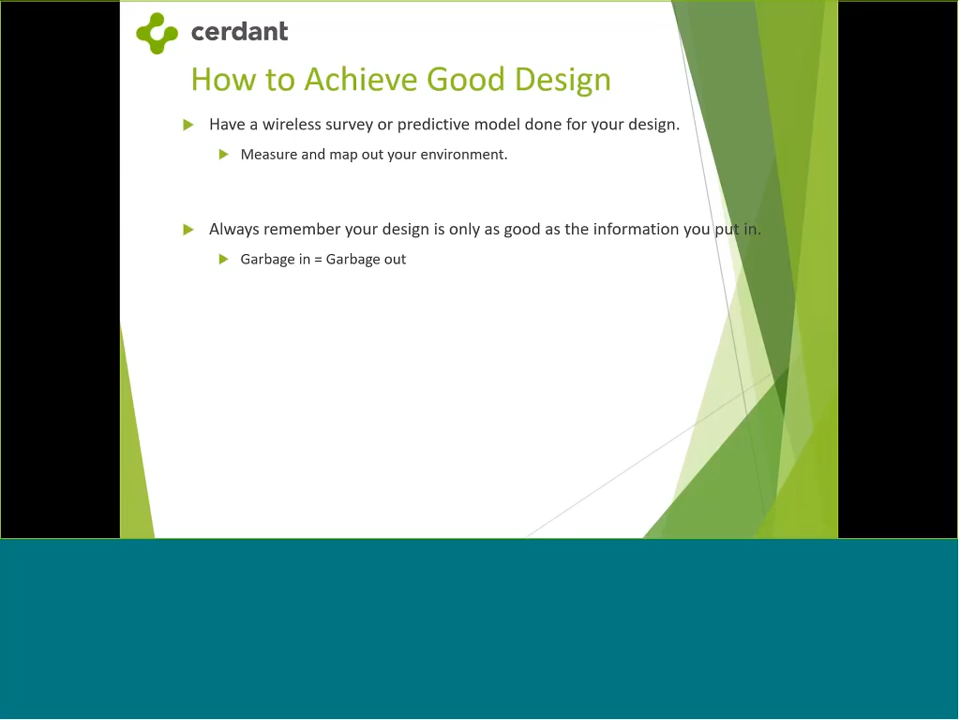 cerdant
How to Achieve Good Design
Have a wireless survey or predictive model done for your design.
Measure and map out your environment.
Always remember your design is only as good as the information you put in.
Garbage in = Garbage out